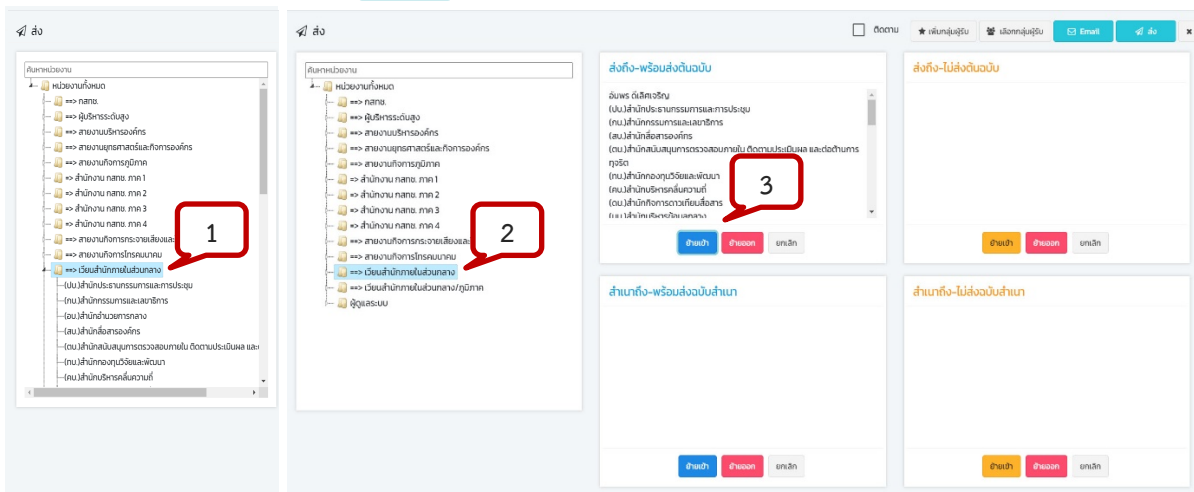 ส่ง
ค้นหาหน่วยงาน
หน่วยงานทั้งหมด
==> กสทช.
==> ผู้บริหารระดับสูง
==> สายงานบริหารองค์กร
==> สายงานยุทธศาสตร์และกิจการองค์กร
==> สายงานกิจการภูมิภาค
=> สำนักงาน กสทช. ภาค 1
=> สำนักงาน กสทช. ภาค 2
=> สำนักงาน กสทช. ภาค 3
=> สำนักงาน กสทช. ภาค 4
==> สายงานกิจการกระจายเสียงและ
==> สายงานกิจการโทรคมนาคม
==> เวียนสำนักภายในส่วนกลาง
(ปบ.)สำนักประธานกรรมการและการประชุม
(กบ.)สำนักกรรมการและเลขาธิการ
(อบ.)สำนักอำนวยการกลาง
(สบ.)สำนักสื่อสารองค์กร
(ตบ.)สำนักสนับสนุนการตรวจสอบภายใน ติดตามประเมินผล และ
(ทบ.)สำนักกองทุนวิจัยและพัฒนา
(คบ.)สำนักบริหารคลื่นความถี่
1
ส่ง
ค้นหาหน่วยงาน
หน่วยงานทั้งหมด
==> กสทช.
==> ผู้บริหารระดับสูง
==> สายงานบริหารองค์กร
==> สายงานยุทธศาสตร์และกิจการองค์กร
==> สายงานกิจการภูมิภาค
=> สำนักงาน กสทช. ภาค 1
=> สำนักงาน กสทช. ภาค 2
=> สำนักงาน กสทช. ภาค 3
=> สำนักงาน กสทช. ภาค 4
==> สายงานกิจการกระจายเสียงและ
==> สายงานกิจการโทรคมนาคม
==> เวียนสำนักภายในส่วนกลาง
==> เวียนสำนักภายในส่วนกลาง/ภูมิภาค
ผู้ดูแลระบบ
2
ติดตาม
เพิ่มกลุ่มผู้รับ
เลือกกลุ่มผู้รับ
Email
ส่ง
ส่งถึง-พร้อมส่งต้นฉบับ
อัมพร ดีเลิศเจริญ
(ปบ.)สำนักประธานกรรมการและการประชุม
(กบ.)สำนักกรรมการและเลขาธิการ
(สบ.)สำนักสื่อสารองค์กร
(ตบ.)สำนักสนับสนุนการตรวจสอบภายใน ติดตามประเมินผล และต่อต้านการ
ทุจริต
(ทบ.)สำนักกองทุนวิจัยและพัฒนา
(คบ.)สำนักบริหารคลื่นความถี่
(ดบ.)สำนักกิจการดาวเทียมสื่อสาร
3
ย้ายเข้า
ย้ายออก
ยกเลิก
ส่งถึง-ไม่ส่งต้นฉบับ
ย้ายเข้า
ย้ายออก
ยกเลิก
สำเนาถึง-พร้อมส่งฉบับสำเนา
ย้ายเข้า
ย้ายออก
ยกเลิก
สำเนาถึง-ไม่ส่งฉบับสำเนา
ย้ายเข้า
ย้ายออก
ยกเลิก